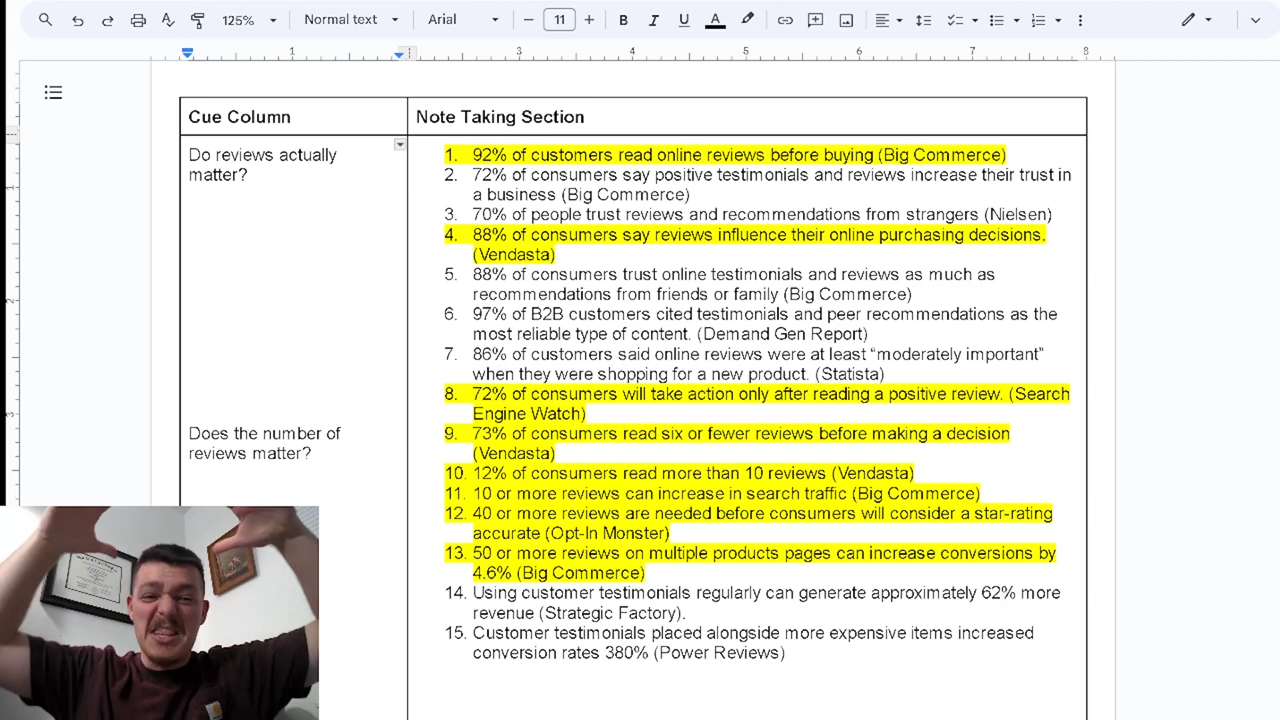 125%
Normal text
Arial
11
B
I
U
A
1
3
4
5
6
7
8
1
2
3
Cue Column
Note Taking Section
Do reviews actually
matter?
1. 92% of customers read online reviews before buying (Big Commerce)
2. 72% of consumers say positive testimonials and reviews increase their trust in
a business (Big Commerce)
3. 70% of people trust reviews and recommendations from strangers (Nielsen)
4. 88% of consumers say reviews influence their online purchasing decisions.
(Vendasta)
5. 88% of consumers trust online testimonials and reviews as much as
recommendations from friends or family (Big Commerce)
6. 97% of B2B customers cited testimonials and peer recommendations as the
most reliable type of content. (Demand Gen Report)
7. 86% of customers said online reviews were at least “moderately important”
when they were shopping for a new product. (Statista)
8. 72% of consumers will take action only after reading a positive review. (Search
Engine Watch)
Does the number of
reviews matter?
9. 73% of consumers read six or fewer reviews before making a decision
(Vendasta)
10. 12% of consumers read more than 10 reviews (Vendasta)
11. 10 or more reviews can increase in search traffic (Big Commerce)
12. 40 or more reviews are needed before consumers will consider a star-rating
accurate (Opt-In Monster)
13. 50 or more reviews on multiple products pages can increase conversions by
4.6% (Big Commerce)
14. Using customer testimonials regularly can generate approximately 62% more
revenue (Strategic Factory).
15. Customer testimonials placed alongside more expensive items increased
conversion rates 380% (Power Reviews)